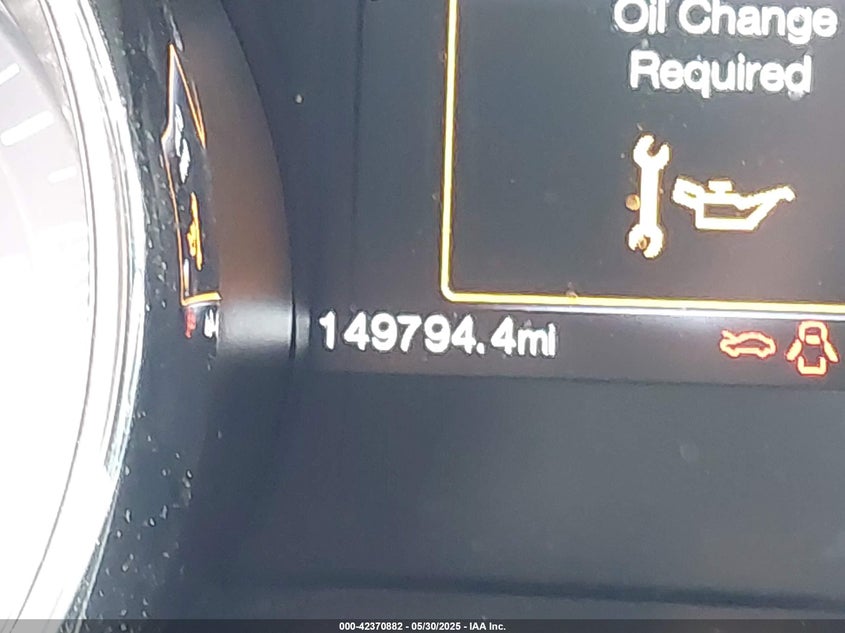 Oil Change
Required
149794.4mi
000-42370882 - 05/30/2025 - IAA Inc.